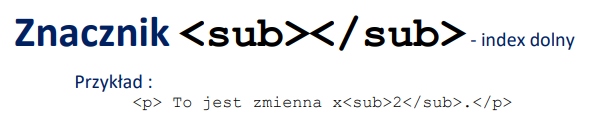 Znacznik <sub></sub> - index dolny
Przykład :
<p> To jest zmienna x<sub>2</sub>.</p>